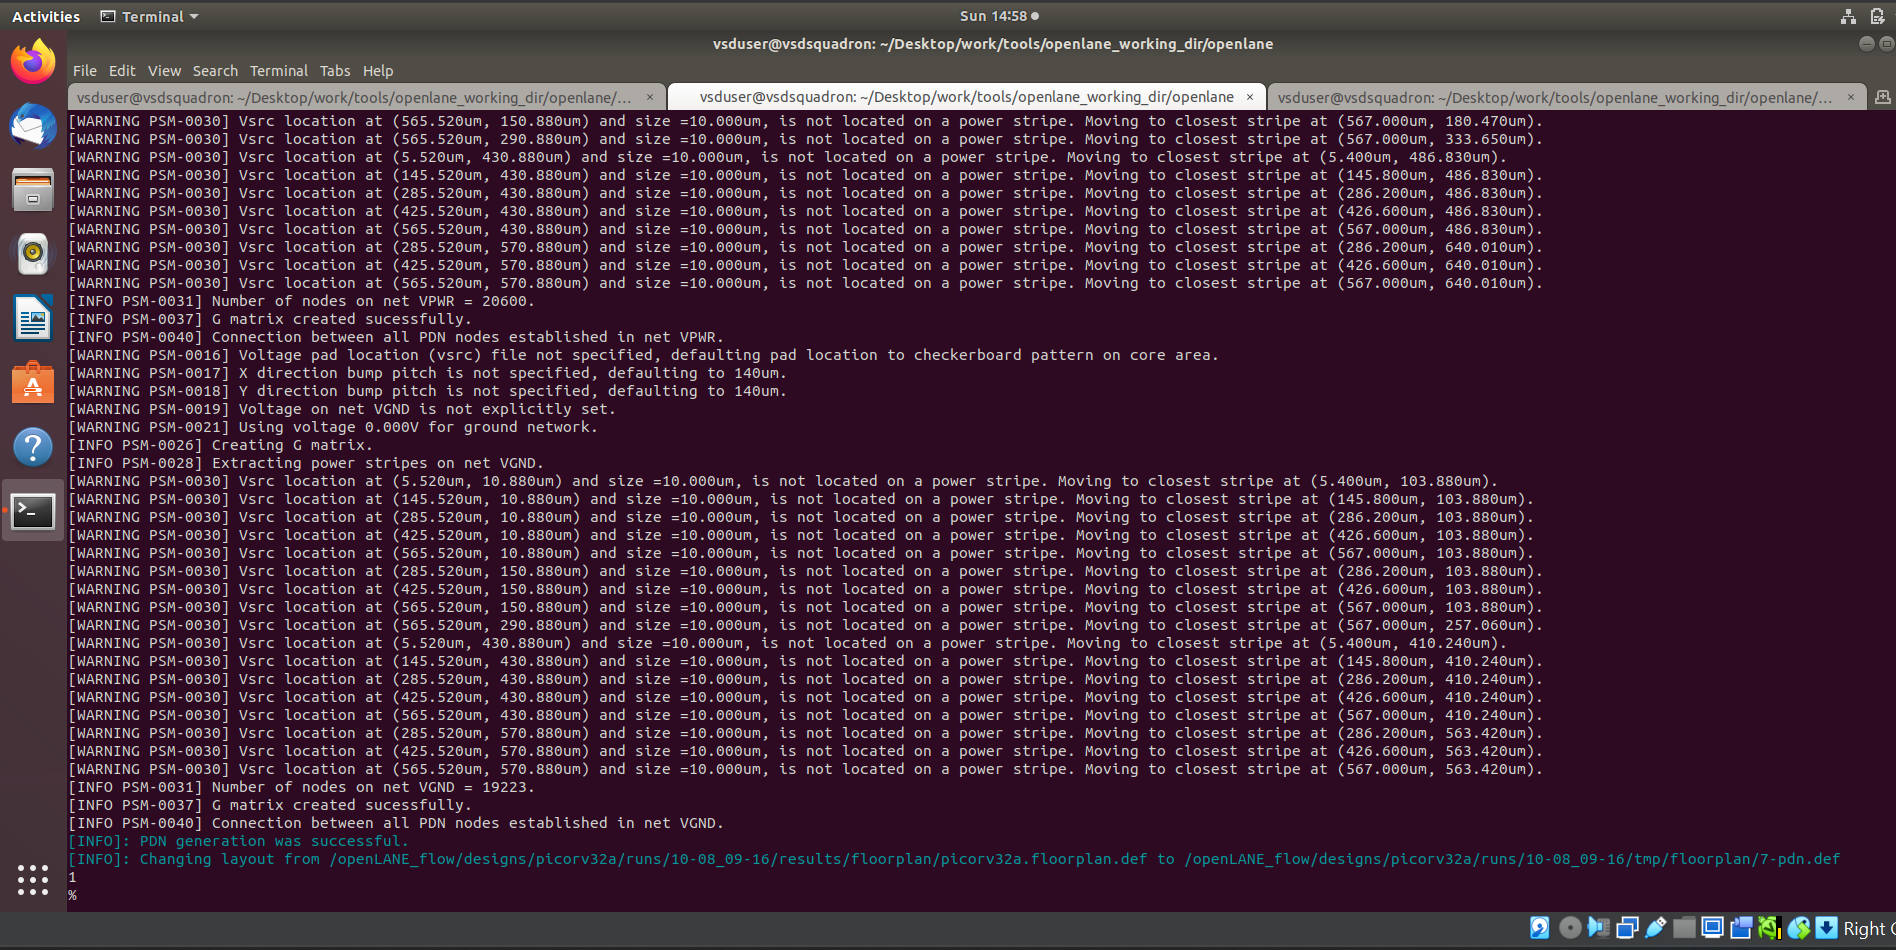 Activities Terminal Sun 14:58
vsduser@vsdsquadron: ~/Desktop/work/tools/openlane_working_dir/openlane
File Edit View Search Terminal Tabs Help
vsduser@vsdsquadron: ~/Desktop/work/tools/openlane_working_dir/openlane/... × vsduser@vsdsquadron: ~/Desktop/work/tools/openlane_working_dir/openlane × vsduser@vsdsquadron: ~/Desktop/work/tools/openlane_working_dir/openlane/... ×
[WARNING PSM-0030] Vsrc location at (565.520um, 150.880um) and size =10.000um, is not located on a power stripe. Moving to closest stripe at (567.000um, 180.470um).
[WARNING PSM-0030] Vsrc location at (565.520um, 290.880um) and size =10.000um, is not located on a power stripe. Moving to closest stripe at (567.000um, 333.650um).
[WARNING PSM-0030] Vsrc location at (5.520um, 430.880um) and size =10.000um, is not located on a power stripe. Moving to closest stripe at (5.400um, 486.830um).
[WARNING PSM-0030] Vsrc location at (145.520um, 430.880um) and size =10.000um, is not located on a power stripe. Moving to closest stripe at (145.800um, 486.830um).
[WARNING PSM-0030] Vsrc location at (285.520um, 430.880um) and size =10.000um, is not located on a power stripe. Moving to closest stripe at (286.200um, 486.830um).
[WARNING PSM-0030] Vsrc location at (425.520um, 430.880um) and size =10.000um, is not located on a power stripe. Moving to closest stripe at (426.600um, 486.830um).
[WARNING PSM-0030] Vsrc location at (565.520um, 430.880um) and size =10.000um, is not located on a power stripe. Moving to closest stripe at (567.000um, 486.830um).
[WARNING PSM-0030] Vsrc location at (285.520um, 570.880um) and size =10.000um, is not located on a power stripe. Moving to closest stripe at (286.200um, 640.010um).
[WARNING PSM-0030] Vsrc location at (425.520um, 570.880um) and size =10.000um, is not located on a power stripe. Moving to closest stripe at (426.600um, 640.010um).
[WARNING PSM-0030] Vsrc location at (565.520um, 570.880um) and size =10.000um, is not located on a power stripe. Moving to closest stripe at (567.000um, 640.010um).
[INFO PSM-0031] Number of nodes on net VPWR = 20600.
[INFO PSM-0037] G matrix created sucessfully.
[INFO PSM-0040] Connection between all PDN nodes established in net VPWR.
[WARNING PSM-0016] Voltage pad location (vsrc) file not specified, defaulting pad location to checkerboard pattern on core area.
[WARNING PSM-0017] X direction bump pitch is not specified, defaulting to 140um.
[WARNING PSM-0018] Y direction bump pitch is not specified, defaulting to 140um.
[WARNING PSM-0019] Voltage on net VGND is not explicitly set.
[WARNING PSM-0021] Using voltage 0.000V for ground network.
[INFO PSM-0026] Creating G matrix.
[INFO PSM-0028] Extracting power stripes on net VGND.
[WARNING PSM-0030] Vsrc location at (5.520um, 10.880um) and size =10.000um, is not located on a power stripe. Moving to closest stripe at (5.400um, 103.880um).
[WARNING PSM-0030] Vsrc location at (145.520um, 10.880um) and size =10.000um, is not located on a power stripe. Moving to closest stripe at (145.800um, 103.880um).
[WARNING PSM-0030] Vsrc location at (285.520um, 10.880um) and size =10.000um, is not located on a power stripe. Moving to closest stripe at (286.200um, 103.880um).
[WARNING PSM-0030] Vsrc location at (425.520um, 10.880um) and size =10.000um, is not located on a power stripe. Moving to closest stripe at (426.600um, 103.880um).
[WARNING PSM-0030] Vsrc location at (565.520um, 10.880um) and size =10.000um, is not located on a power stripe. Moving to closest stripe at (567.000um, 103.880um).
[WARNING PSM-0030] Vsrc location at (285.520um, 150.880um) and size =10.000um, is not located on a power stripe. Moving to closest stripe at (286.200um, 103.880um).
[WARNING PSM-0030] Vsrc location at (425.520um, 150.880um) and size =10.000um, is not located on a power stripe. Moving to closest stripe at (426.600um, 103.880um).
[WARNING PSM-0030] Vsrc location at (565.520um, 150.880um) and size =10.000um, is not located on a power stripe. Moving to closest stripe at (567.000um, 103.880um).
[WARNING PSM-0030] Vsrc location at (565.520um, 290.880um) and size =10.000um, is not located on a power stripe. Moving to closest stripe at (567.000um, 257.060um).
[WARNING PSM-0030] Vsrc location at (5.520um, 430.880um) and size =10.000um, is not located on a power stripe. Moving to closest stripe at (5.400um, 410.240um).
[WARNING PSM-0030] Vsrc location at (145.520um, 430.880um) and size =10.000um, is not located on a power stripe. Moving to closest stripe at (145.800um, 410.240um).
[WARNING PSM-0030] Vsrc location at (285.520um, 430.880um) and size =10.000um, is not located on a power stripe. Moving to closest stripe at (286.200um, 410.240um).
[WARNING PSM-0030] Vsrc location at (425.520um, 430.880um) and size =10.000um, is not located on a power stripe. Moving to closest stripe at (426.600um, 410.240um).
[WARNING PSM-0030] Vsrc location at (565.520um, 430.880um) and size =10.000um, is not located on a power stripe. Moving to closest stripe at (567.000um, 410.240um).
[WARNING PSM-0030] Vsrc location at (285.520um, 570.880um) and size =10.000um, is not located on a power stripe. Moving to closest stripe at (286.200um, 563.420um).
[WARNING PSM-0030] Vsrc location at (425.520um, 570.880um) and size =10.000um, is not located on a power stripe. Moving to closest stripe at (426.600um, 563.420um).
[WARNING PSM-0030] Vsrc location at (565.520um, 570.880um) and size =10.000um, is not located on a power stripe. Moving to closest stripe at (567.000um, 563.420um).
[INFO PSM-0031] Number of nodes on net VGND = 19223.
[INFO PSM-0037] G matrix created sucessfully.
[INFO PSM-0040] Connection between all PDN nodes established in net VGND.
[INFO]: PDN generation was successful.
[INFO]: Changing layout from /openLANE_flow/designs/picorv32a/runs/10-08_09-16/results/floorplan/picorv32a.floorplan.def to /openLANE_flow/designs/picorv32a/runs/10-08_09-16/tmp/floorplan/7-pdn.def
1
%
Right